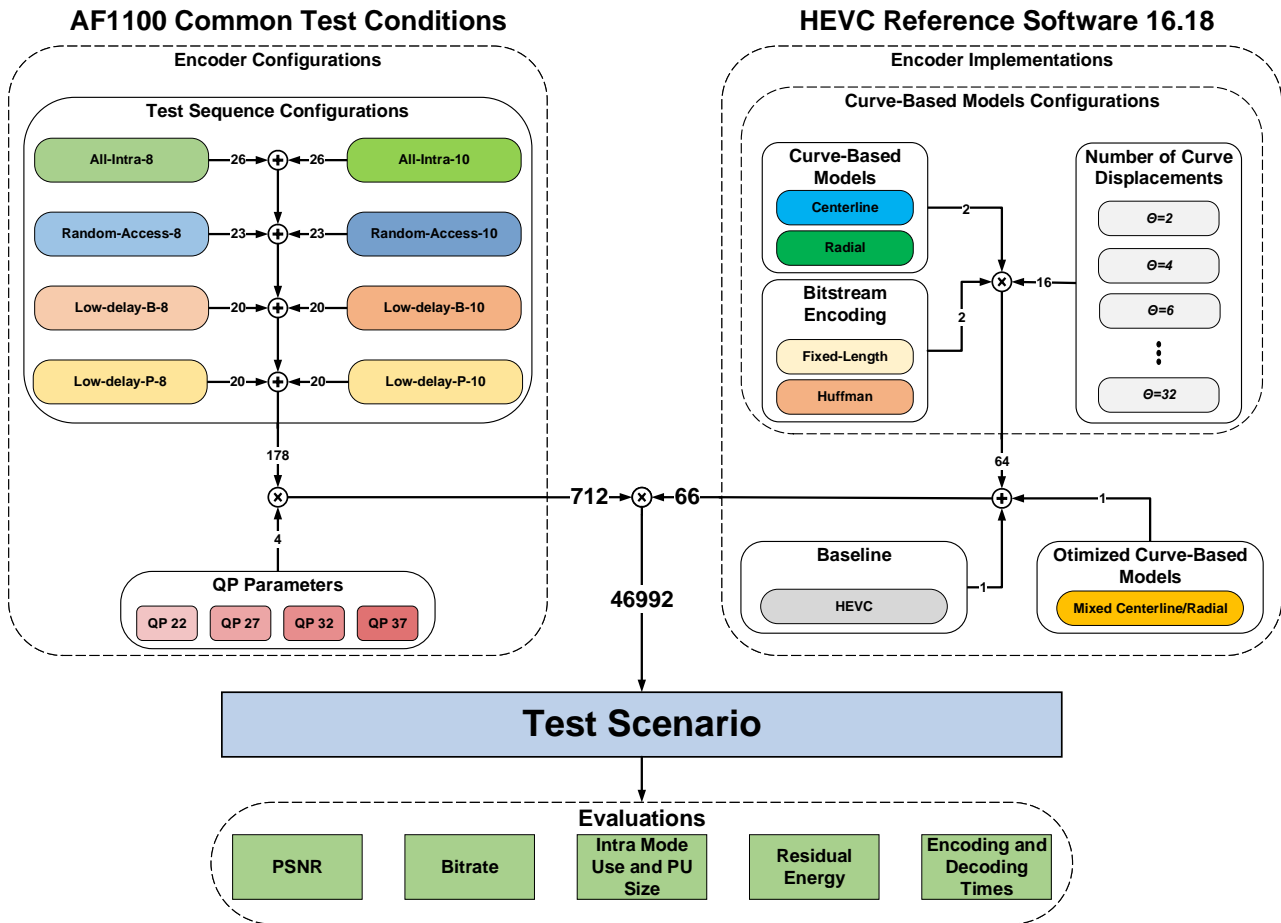 AF1100 Common Test Conditions
Encoder Configurations
Test Sequence Configurations
All-Intra-8
26
26
All-Intra-10
Random-Access-8
23
23
Random-Access-10
Low-delay-B-8
20
20
Low-delay-B-10
Low-delay-P-8
20
20
Low-delay-P-10
178
4
QP Parameters
QP 22
QP 27
QP 32
QP 37
712
66
46992
HEVC Reference Software 16.18
Encoder Implementations
Curve-Based Models Configurations
Curve-Based
Models
Centerline
Radial
2
Bitstream
Encoding
Fixed-Length
Huffman
2
16
Number of Curve
Displacements
Θ=2
Θ=4
Θ=6
Θ=32
64
1
1
Baseline
HEVC
Otimized Curve-Based
Models
Mixed Centerline/Radial
Test Scenario
Evaluations
PSNR
Bitrate
Intra Mode
Use and PU
Size
Residual
Energy
Encoding and
Decoding
Times